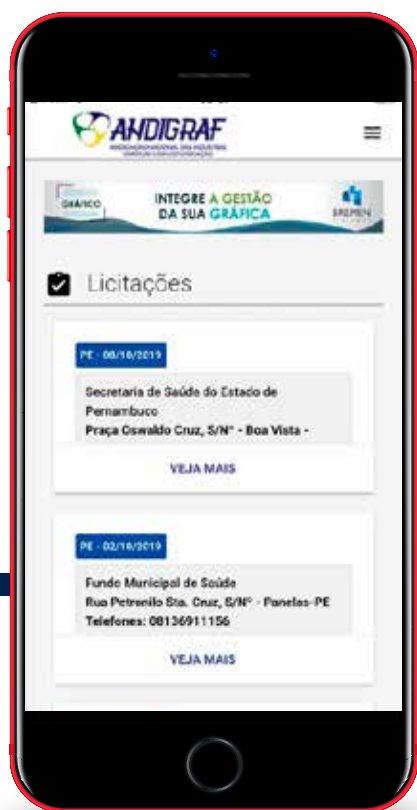 ANDIGRAF
GRÁFICO
INTEGRE A GESTÃO
DA SUA GRÁFICA
BREMEN
Licitações
PE - 08/10/2019
Secretaria de Saúde do Estado de
Pernambuco
Praça Oswaldo Cruz, S/Nº - Boa Vista -
VEJA MAIS
PE - 02/10/2019
Fundo Municipal de Saúde
Rua Petronilo Sta. Cruz, S/Nº - Panelas-PE
Telefones: 08136911156
VEJA MAIS